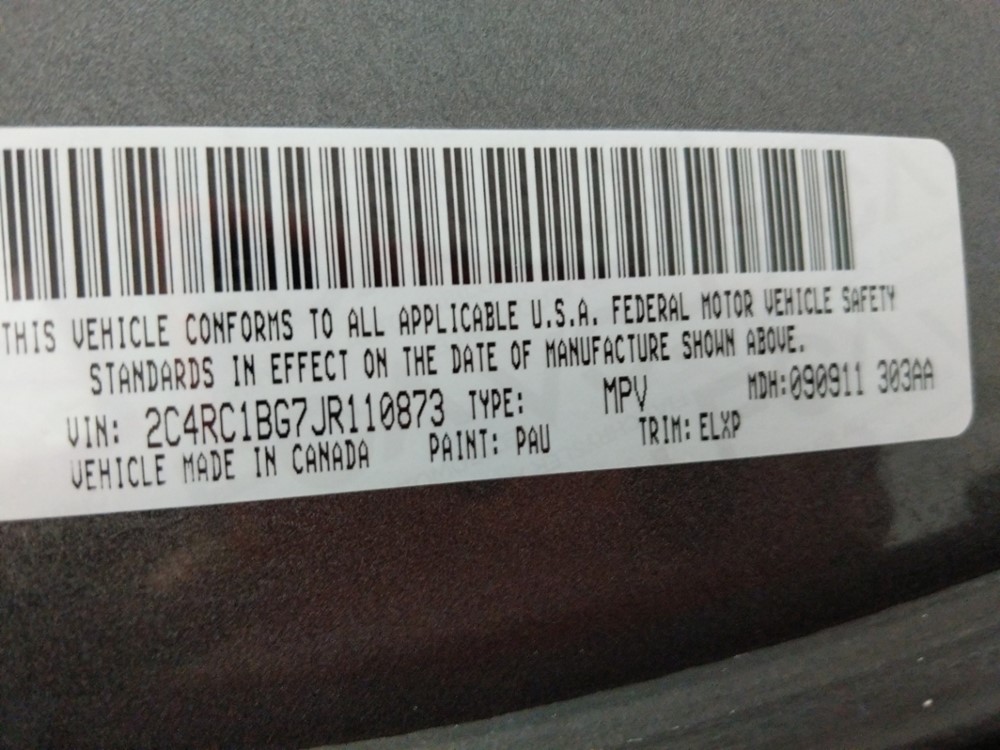 THIS VEHICLE CONFORMS TO ALL APPLICABLE U.S.A. FEDERAL MOTOR VEHICLE SAFETY
STANDARDS IN EFFECT ON THE DATE OF MANUFACTURE SHOWN ABOVE.
VIN: 2C4RC1BG7JR110873 TYPE: MPV MDH:090911 303AA
VEHICLE MADE IN CANADA PAINT: PAU TRIM: ELXP